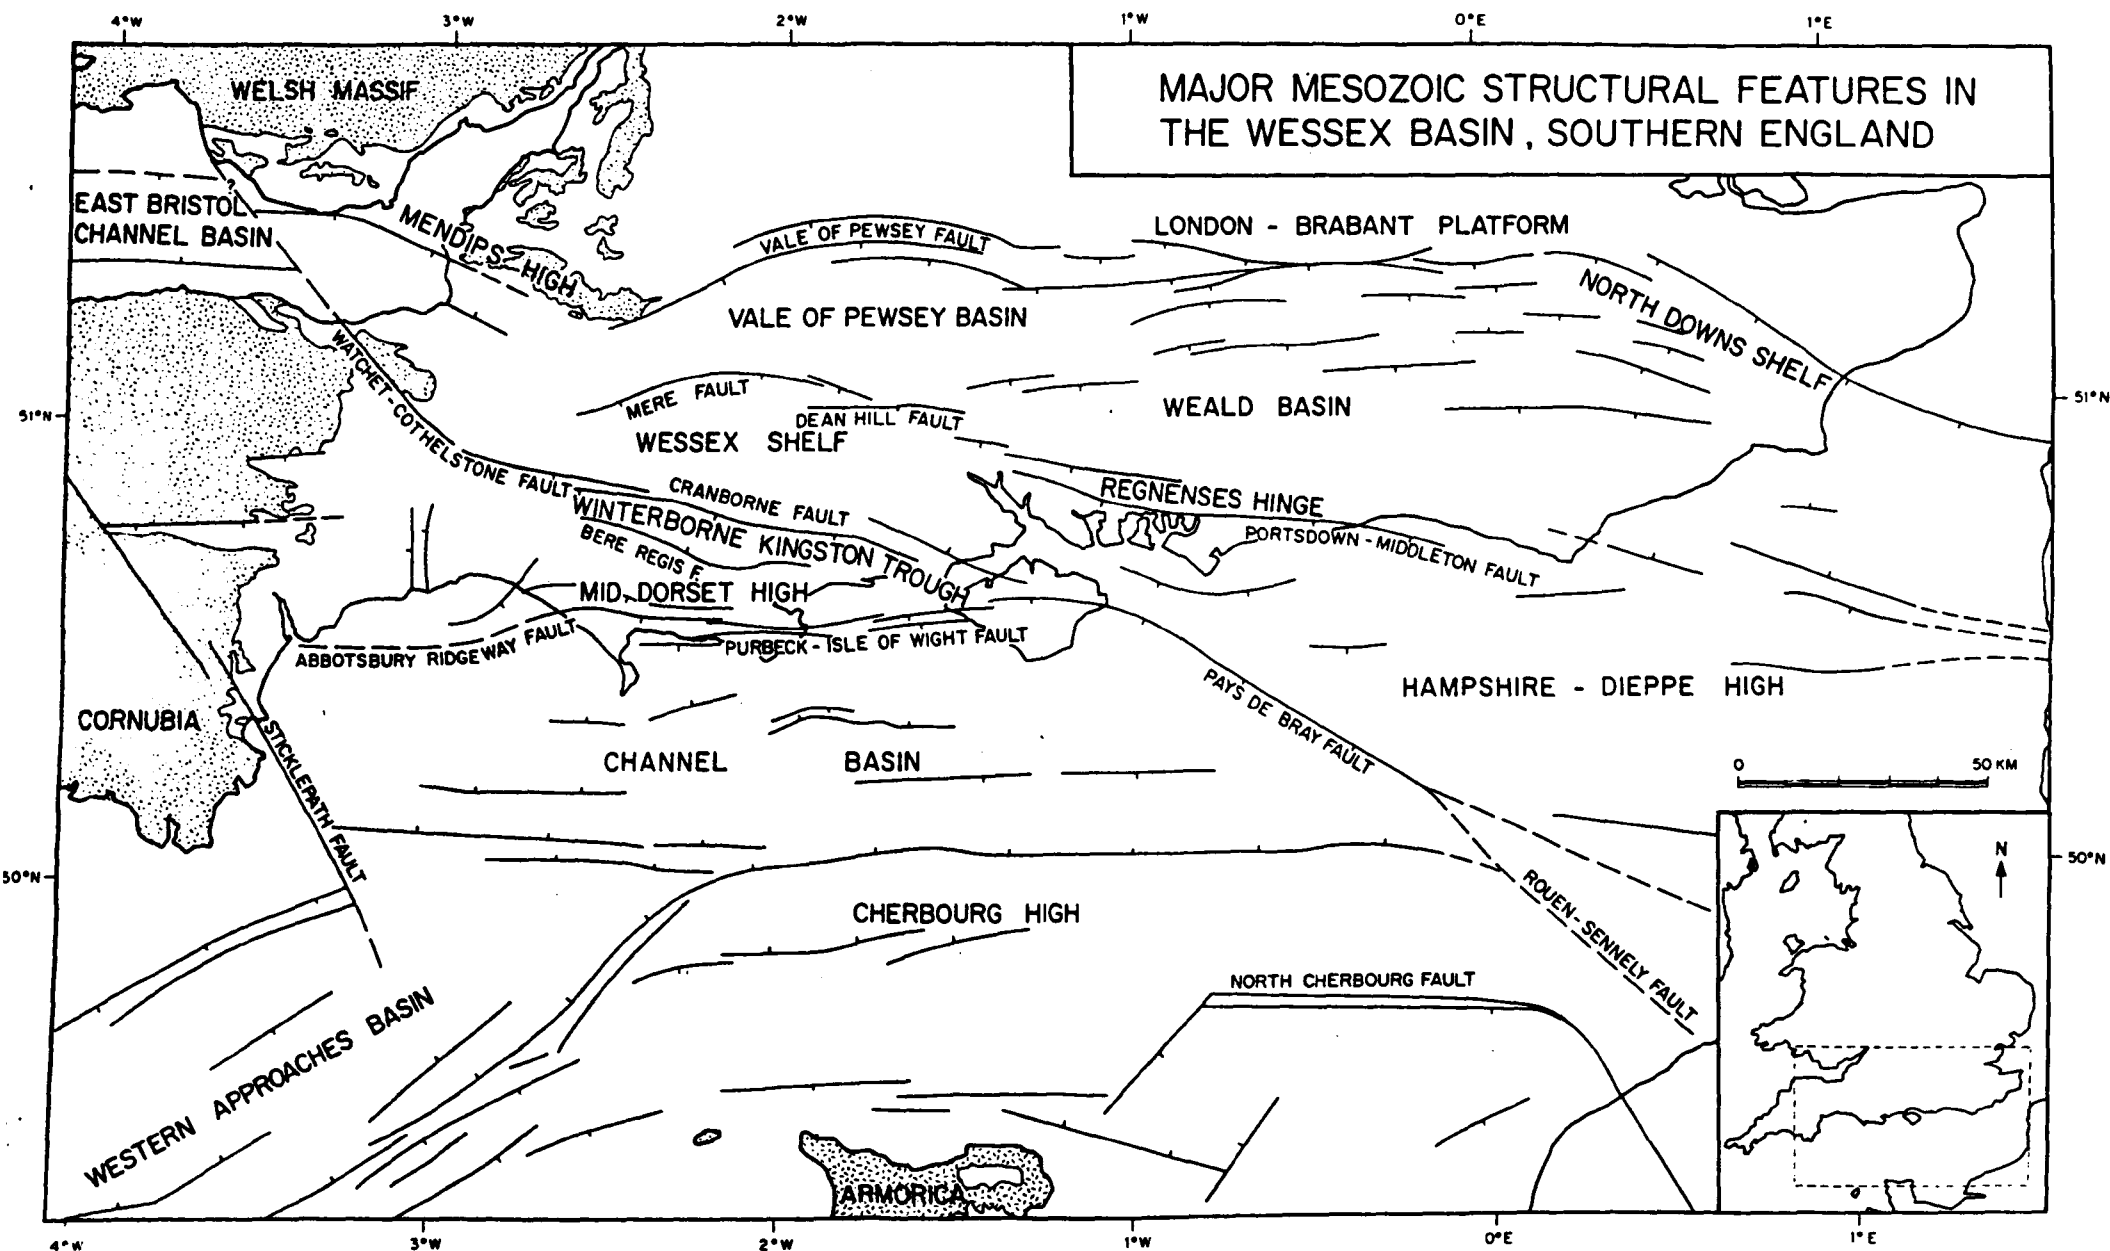 4°W 3°W 2°W 1°W 0°E 1°E
MAJOR MESOZOIC STRUCTURAL FEATURES IN
THE WESSEX BASIN, SOUTHERN ENGLAND
WELSH MASSIF
?
EAST BRISTOL
CHANNEL BASIN
MENDIPS HIGH
VALE OF PEWSEY FAULT
LONDON - BRABANT PLATFORM
NORTH DOWNS SHELF
VALE OF PEWSEY BASIN
WATCHET-COTHELSTONE FAULT
MERE FAULT
DEAN HILL FAULT
WEALD BASIN
51°N
51°N
WESSEX SHELF
CRANBORNE FAULT
REGNENSES HINGE
WINTERBORNE KINGSTON TROUGH
BERE REGIS F.
PORTSDOWN-MIDDLETON FAULT
MID DORSET HIGH
ABBOTSBURY RIDGEWAY FAULT
PURBECK-ISLE OF WIGHT FAULT
PAYS DE BRAY FAULT
HAMPSHIRE - DIEPPE HIGH
CORNUBIA
STICKLEPATH FAULT
CHANNEL BASIN
0 50 KM
50°N
50°N
N
ROUEN-SENNELY FAULT
CHERBOURG HIGH
NORTH CHERBOURG FAULT
WESTERN APPROACHES BASIN
ARMORICA
4°W 3°W 2°W 1°W 0°E 1°E